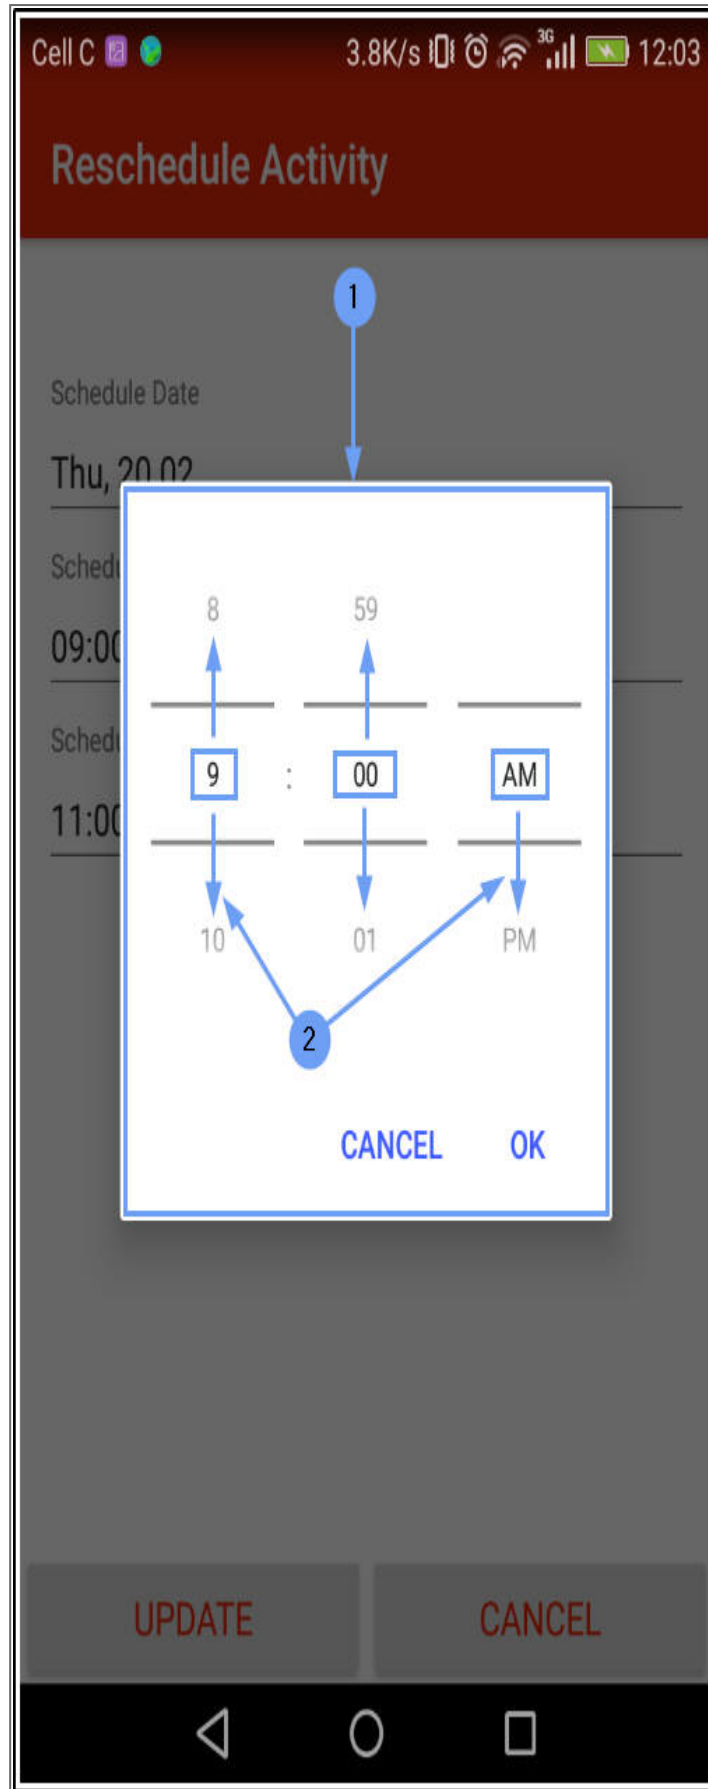 Cell C 3.8K/s 3G 12:03
Reschedule Activity
1
Schedule Date
Thu, 20 02
Sched
8 59
09:00
Sched
9 : 00 AM
11:00
10 01 PM
2
CANCEL OK
UPDATE CANCEL